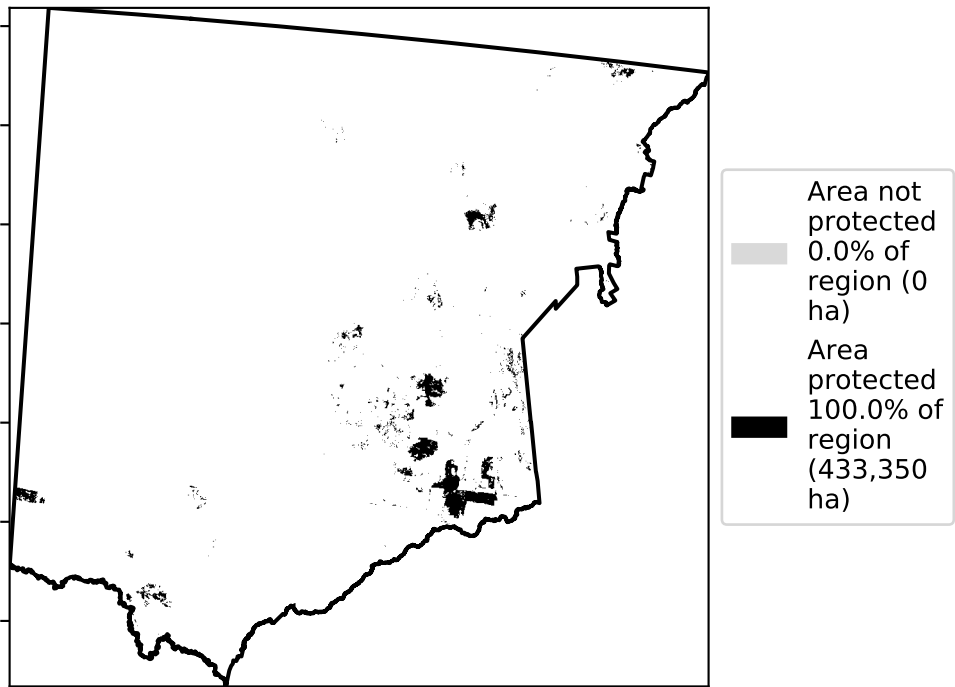 Area not
protected
0.0% of
region (0
ha)
Area
protected
100.0% of
region
(433,350
ha)